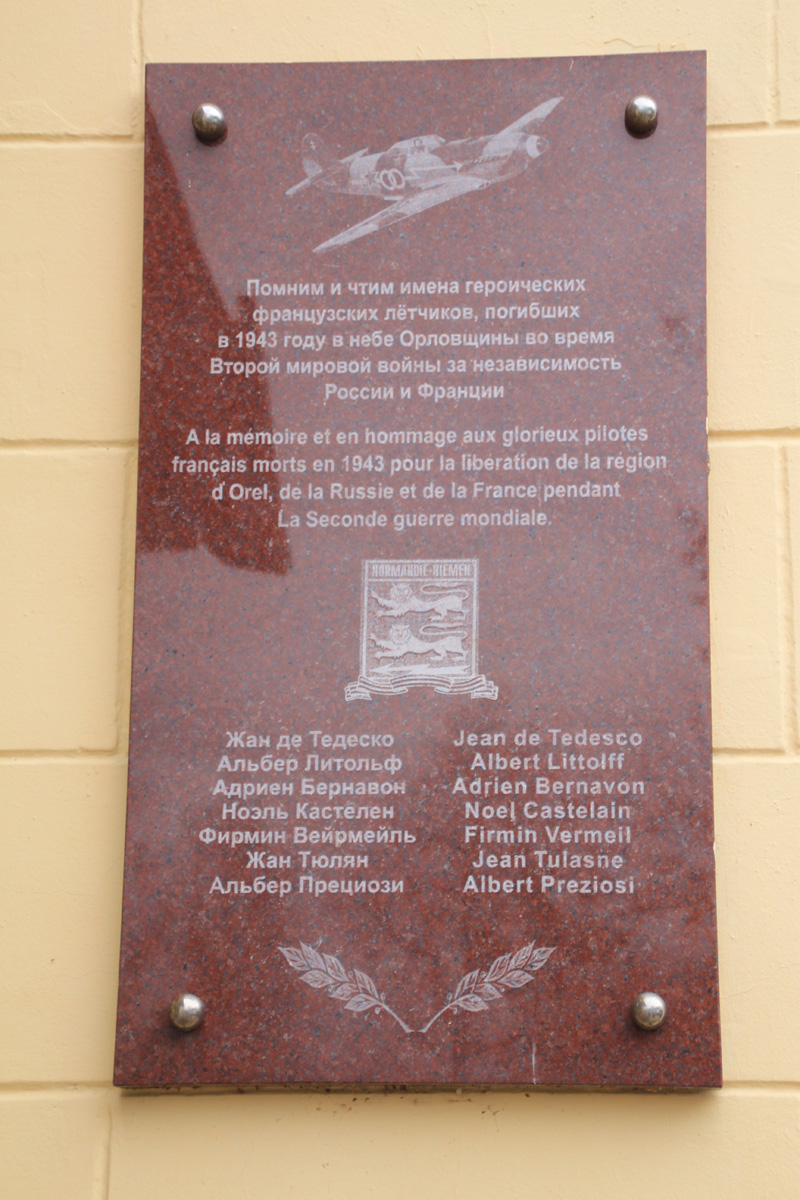 Помним и чтим имена героических
французских лётчиков, погибших
в 1943 году в небе Орловщины во время
Второй мировой войны за независимость
России и Франции
A la mémoire et en hommage aux glorieux pilotes
français morts en 1943 pour la libération de la région
d'Orel, de la Russie et de la France pendant
La Seconde guerre mondiale.
NORMANDIE-NIEMEN
Жан де Тедеско
Альбер Литольф
Адриен Бернавон
Ноэль Кастелен
Фирмин Вейрмейль
Жан Тюлян
Альбер Прециози
Jean de Tedesco
Albert Littolff
Adrien Bernavon
Noel Castelain
Firmin Vermeil
Jean Tulasne
Albert Preziosi